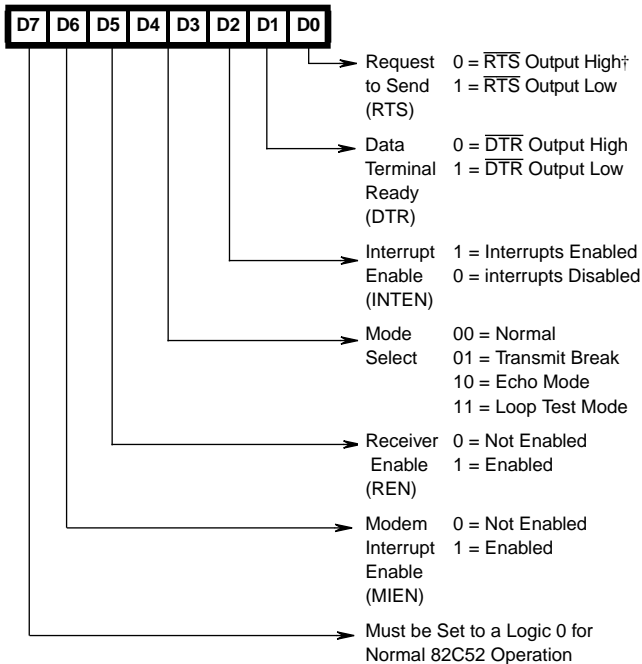 D7 D6 D5 D4 D3 D2 D1 D0
Request 0 = R̅T̅S̅ Output High†
to Send 1 = R̅T̅S̅ Output Low
(RTS)
Data 0 = D̅T̅R̅ Output High
Terminal 1 = D̅T̅R̅ Output Low
Ready
(DTR)
Interrupt 1 = Interrupts Enabled
Enable 0 = interrupts Disabled
(INTEN)
Mode 00 = Normal
Select 01 = Transmit Break
10 = Echo Mode
11 = Loop Test Mode
Receiver 0 = Not Enabled
Enable 1 = Enabled
(REN)
Modem 0 = Not Enabled
Interrupt 1 = Enabled
Enable
(MIEN)
Must be Set to a Logic 0 for
Normal 82C52 Operation